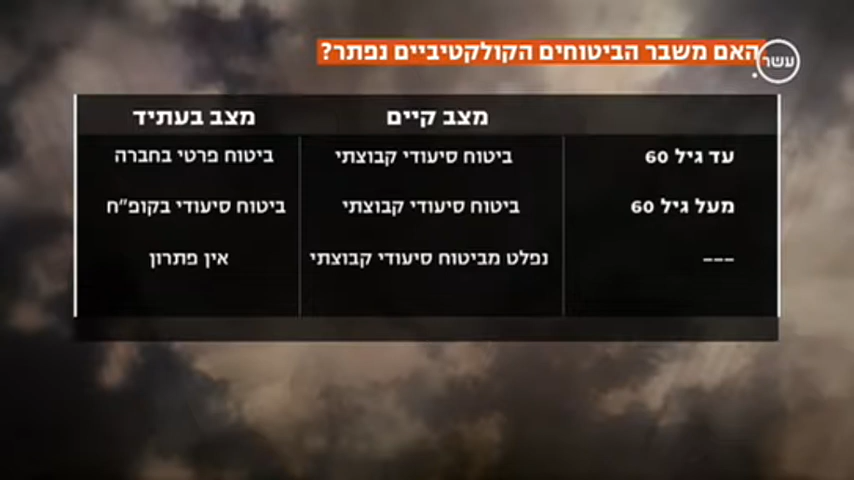 האם משבר הביטוחים הקולקטיביים נפתר?
עשר
מצב קיים מצב בעתיד
עד גיל 60 ביטוח סיעודי קבוצתי ביטוח פרטי בחברה
מעל גיל 60 ביטוח סיעודי קבוצתי ביטוח סיעודי בקופ״ח
--- נפלט מביטוח סיעודי קבוצתי אין פתרון